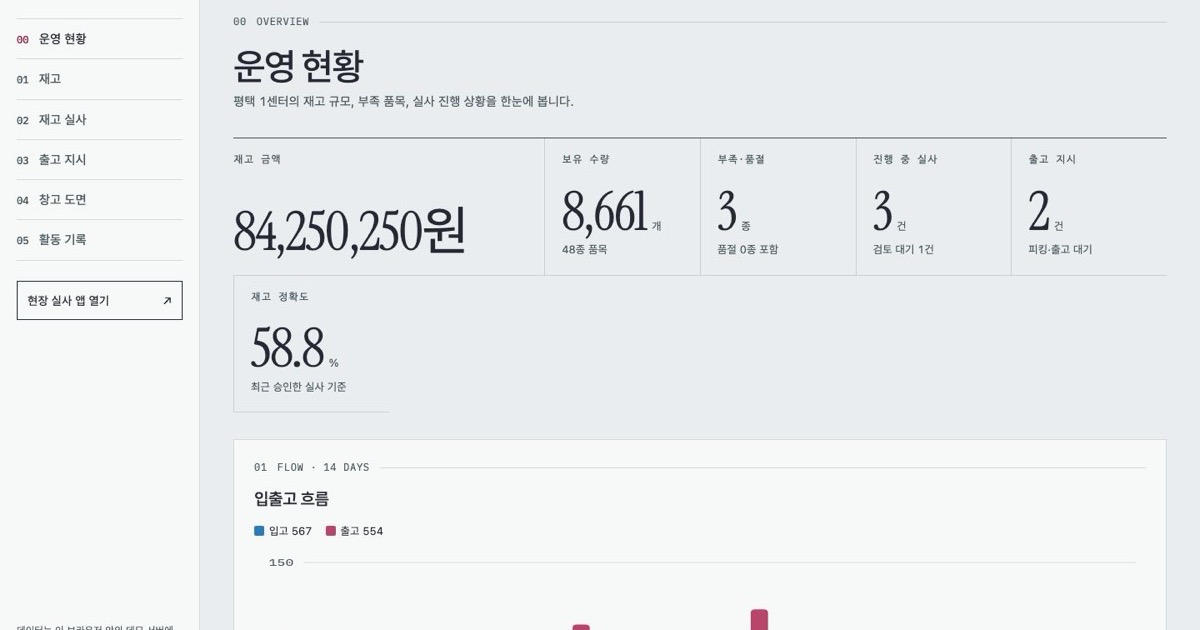 00 운영 현황
01 재고
02 재고 실사
03 출고 지시
04 창고 도면
05 활동 기록
현장 실사 앱 열기 ↗
00 OVERVIEW
운영 현황
평택 1센터의 재고 규모, 부족 품목, 실사 진행 상황을 한눈에 봅니다.
재고 금액
84,250,250원
보유 수량
8,661 개
48종 품목
부족·품절
3 종
품절 0종 포함
진행 중 실사
3 건
검토 대기 1건
출고 지시
2 건
피킹·출고 대기
재고 정확도
58.8 %
최근 승인한 실사 기준
01 FLOW · 14 DAYS
입출고 흐름
입고 567 출고 554
150